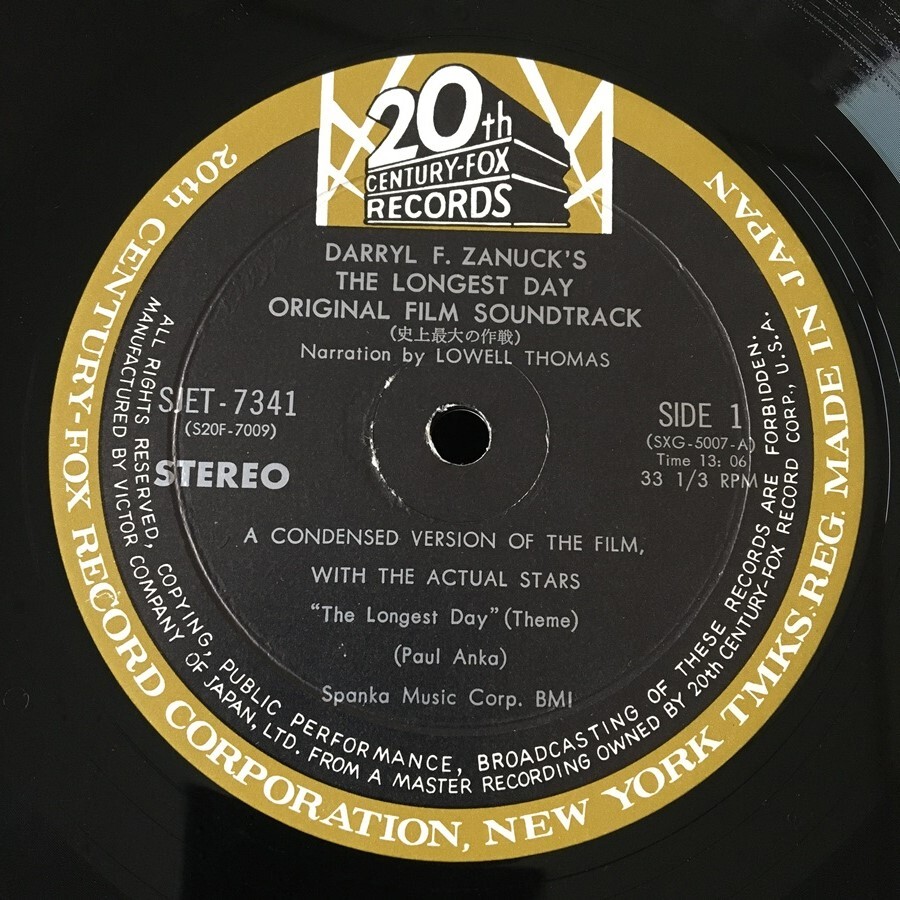 20th
CENTURY-FOX
RECORDS
DARRYL F. ZANUCK'S
THE LONGEST DAY
ORIGINAL FILM SOUNDTRACK
(史上最大の作戦)
Narration by LOWELL THOMAS
SJET-7341
(S20F-7009)
STEREO
SIDE 1
(SXG-5007-A)
Time 13: 06
33 1/3 RPM
A CONDENSED VERSION OF THE FILM,
WITH THE ACTUAL STARS
"The Longest Day" (Theme)
(Paul Anka)
Spanka Music Corp. BMI
ALL RIGHTS RESERVED, COPYING, PUBLIC PERFORMANCE, BROADCASTING OF THESE RECORDS ARE FORBIDDEN.
MANUFACTURED BY VICTOR COMPANY OF JAPAN, LTD. FROM A MASTER RECORDING OWNED BY 20th CENTURY-FOX RECORD CORP., U.S.A.
20th CENTURY-FOX RECORD CORPORATION, NEW YORK TMKS. REG. MADE IN JAPAN